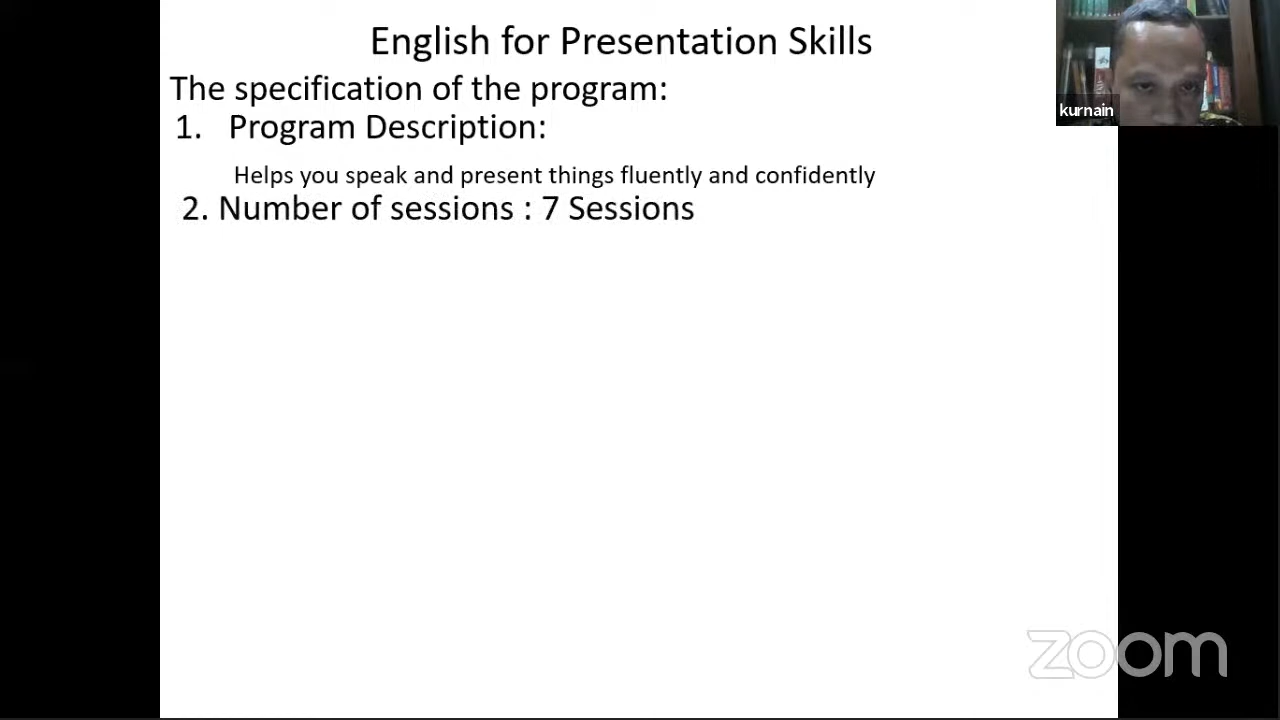 English for Presentation Skills
The specification of the program:
1. Program Description:
Helps you speak and present things fluently and confidently
2. Number of sessions : 7 Sessions
kurnain
zoom